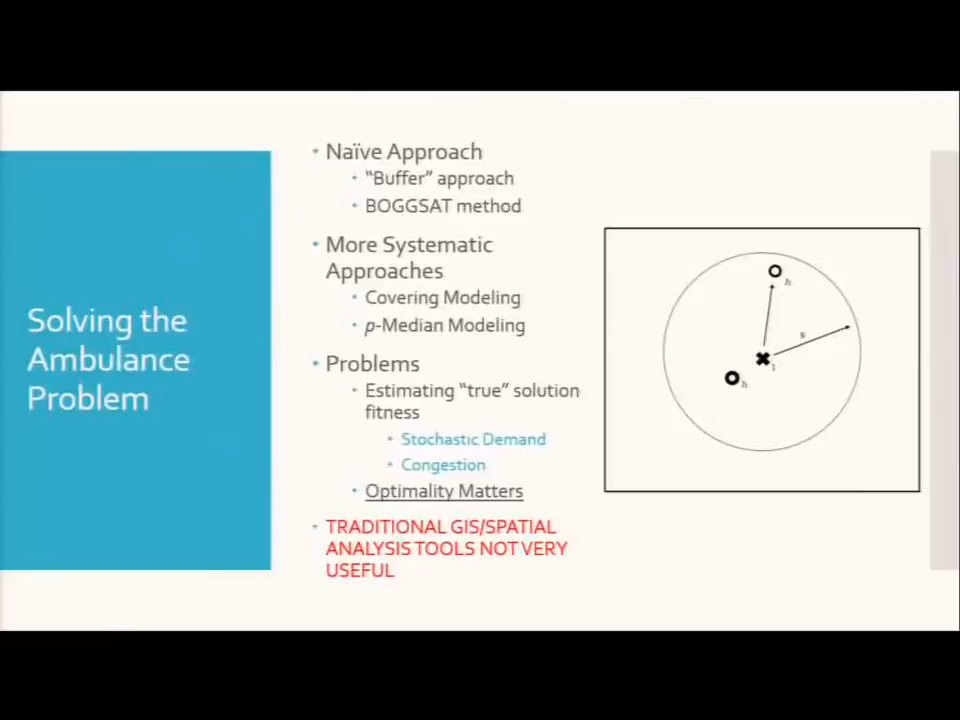 Solving the
Ambulance
Problem
Naïve Approach
“Buffer” approach
BOGGSAT method
More Systematic
Approaches
Covering Modeling
p-Median Modeling
Problems
Estimating “true” solution
fitness
Stochastic Demand
Congestion
Optimality Matters
TRADITIONAL GIS/SPATIAL
ANALYSIS TOOLS NOT VERY
USEFUL
h
s
h